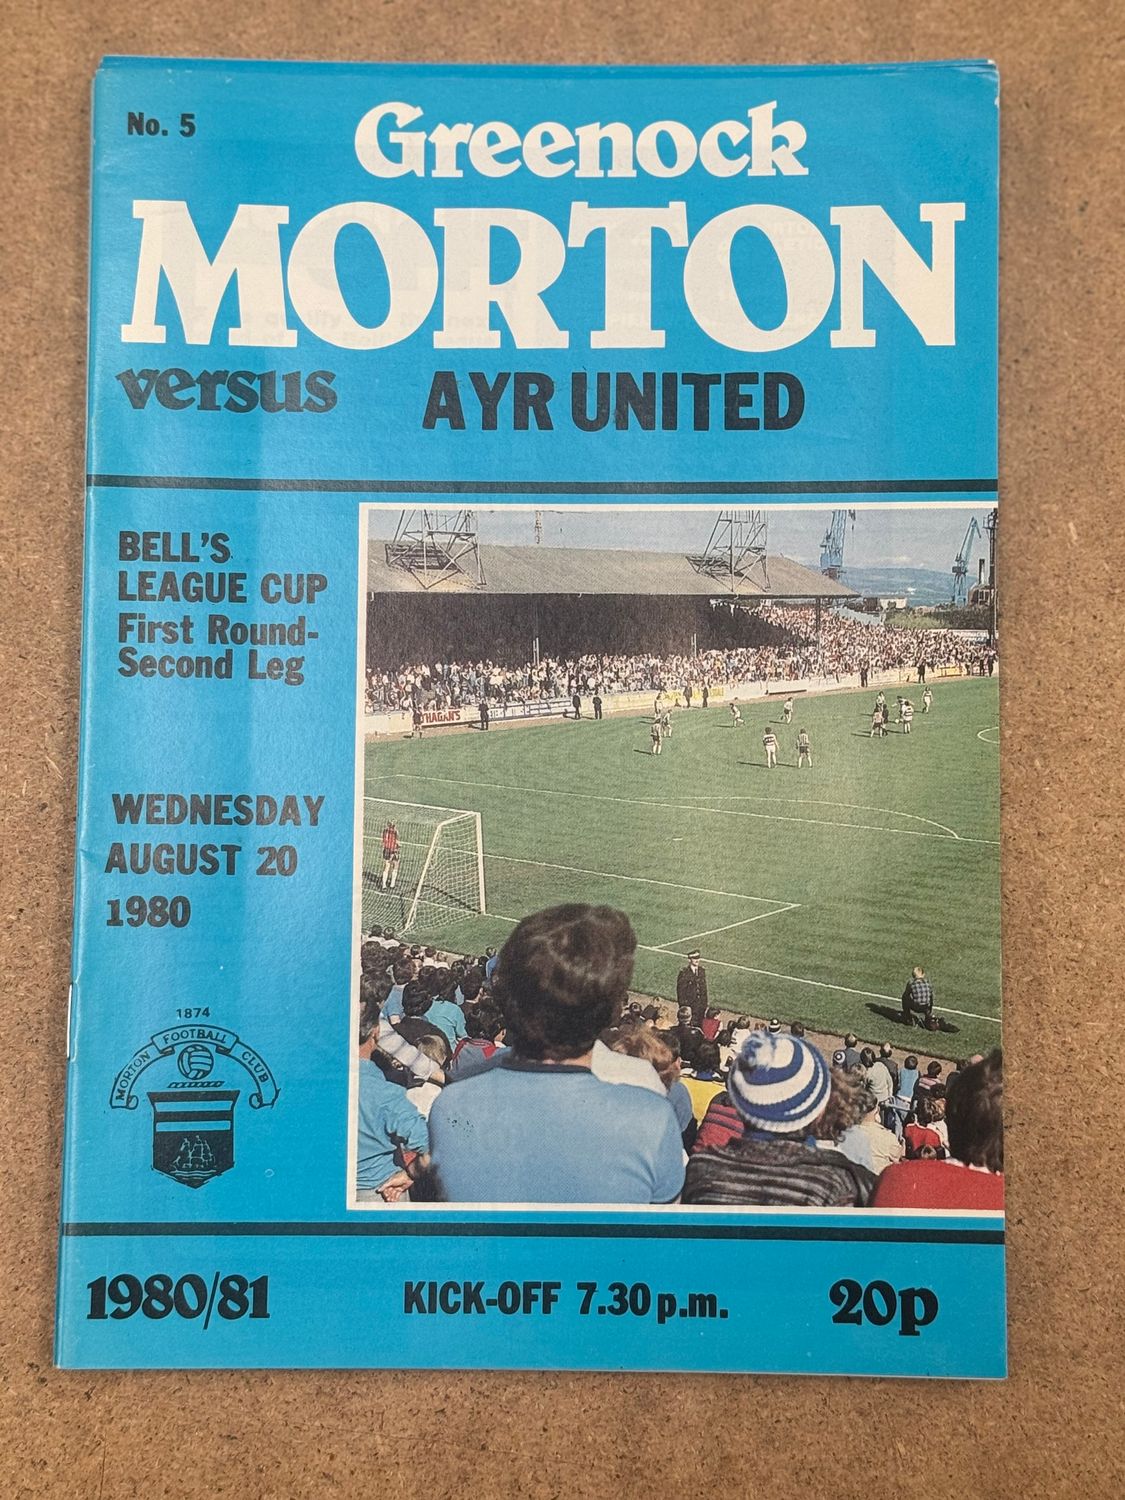 No. 5
Greenock
MORTON
versus AYR UNITED
BELL'S
LEAGUE CUP
First Round-
Second Leg
O'HAGAN'S
WEDNESDAY
AUGUST 20
1980
1874
MORTON FOOTBALL CLUB
1980/81 KICK-OFF 7.30 p.m. 20p